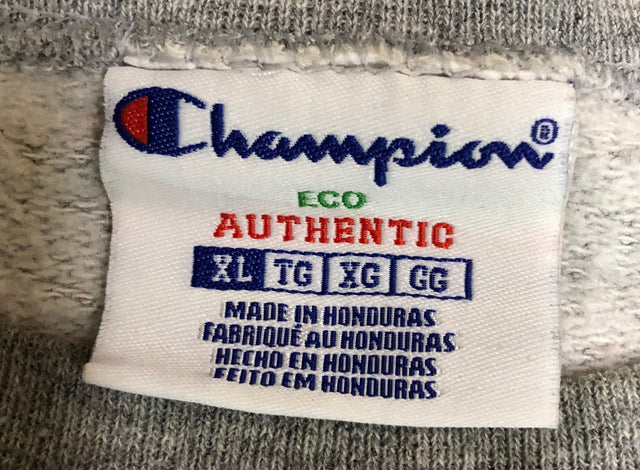 Champion®
ECO
AUTHENTIC
XL TG XG GG
MADE IN HONDURAS
FABRIQUÉ AU HONDURAS
HECHO EN HONDURAS
FEITO EM HONDURAS